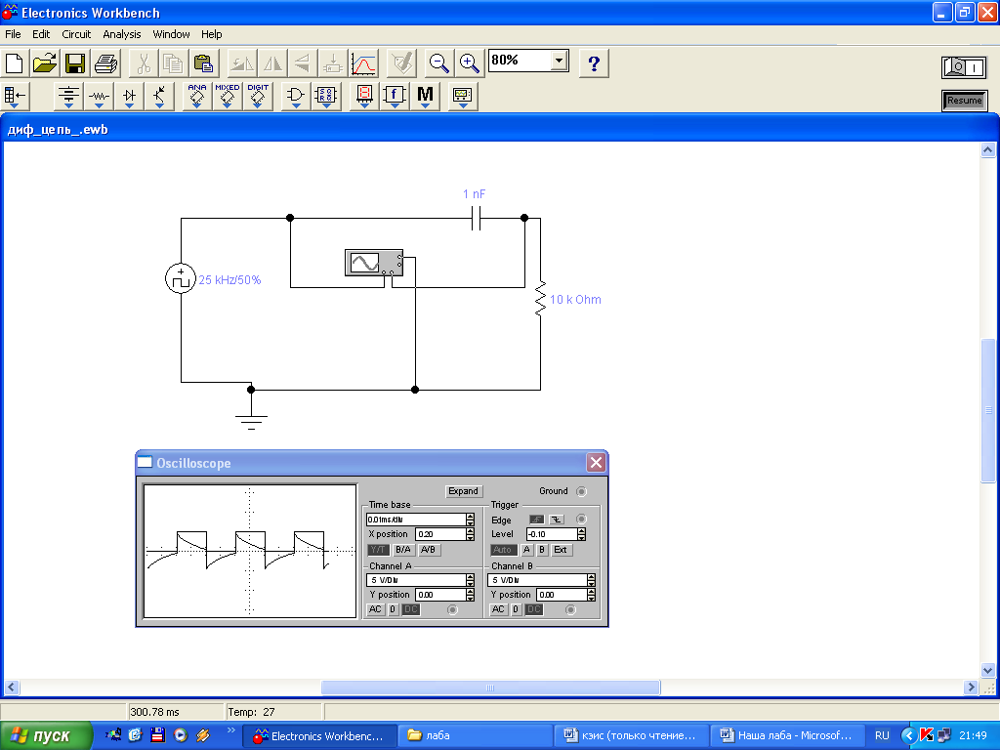 Electronics Workbench
File Edit Circuit Analysis Window Help
80%
?
ANA MIXED DIGIT
f M
Resume
диф_цепь_.ewb
1 nF
25 kHz/50%
10 k Ohm
Oscilloscope
Expand Ground
Time base Trigger
0.01ms/div Edge
X position 0.20 Level -0.10
Y/T B/A A/B Auto A B Ext
Channel A Channel B
5 V/Div 5 V/Div
Y position 0.00 Y position 0.00
AC 0 DC AC 0 DC
300.78 ms Temp: 27
пуск Electronics Workbenc... лаба кэис (только чтение... Наша лаба - Microsof... RU 21:49